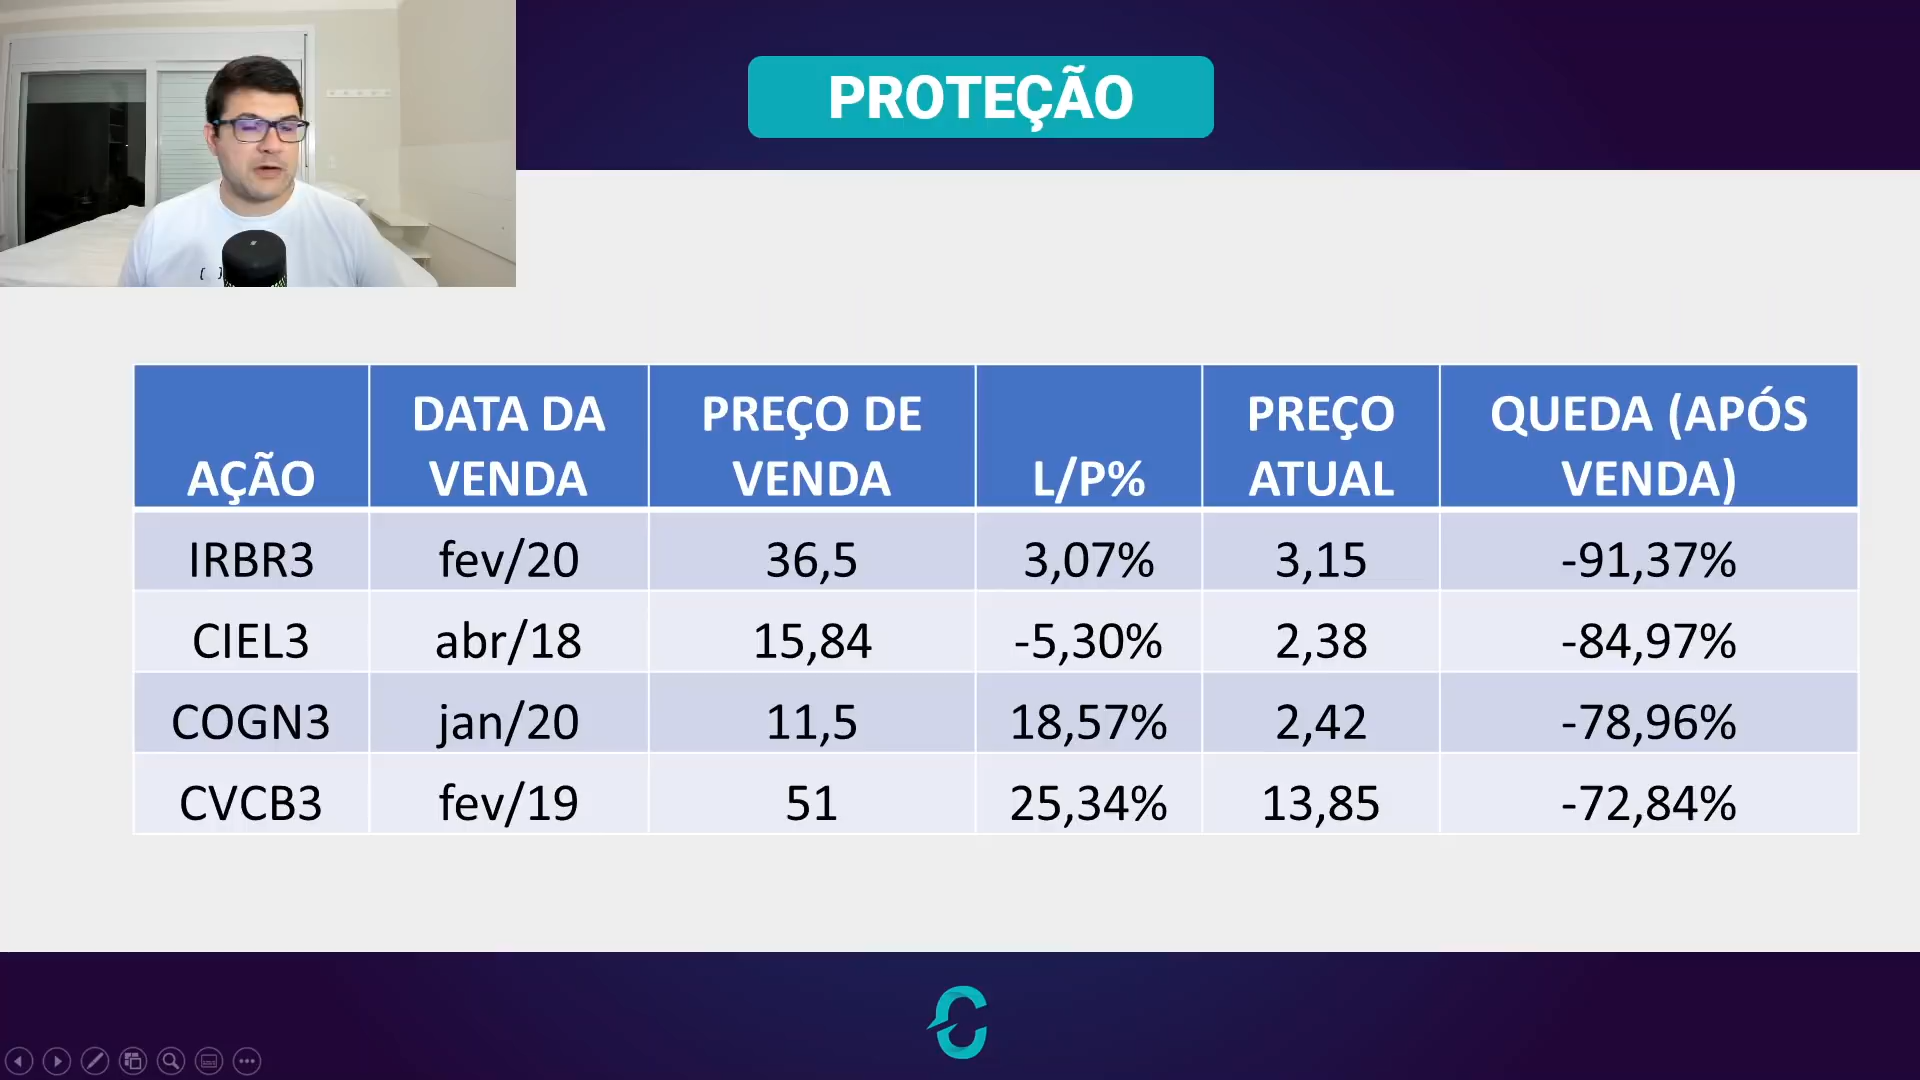 PROTEÇÃO
AÇÃO DATA DA VENDA PREÇO DE VENDA L/P% PREÇO ATUAL QUEDA (APÓS VENDA)
IRBR3 fev/20 36,5 3,07% 3,15 -91,37%
CIEL3 abr/18 15,84 -5,30% 2,38 -84,97%
COGN3 jan/20 11,5 18,57% 2,42 -78,96%
CVCB3 fev/19 51 25,34% 13,85 -72,84%